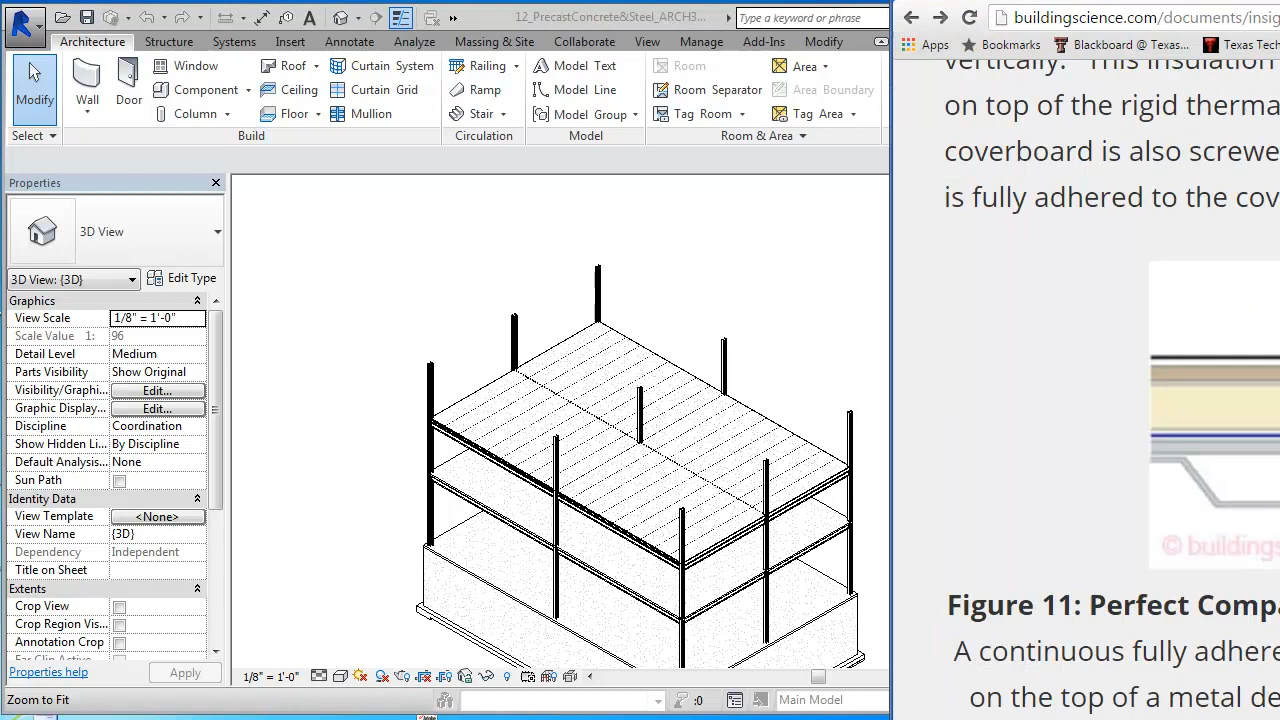 12_PrecastConcrete&Steel_ARCH3...
Type a keyword or phrase
Architecture Structure Systems Insert Annotate Analyze Massing & Site Collaborate View Manage Add-Ins Modify
Modify
Wall
Door
Window
Component
Column
Roof
Ceiling
Floor
Curtain System
Curtain Grid
Mullion
Railing
Ramp
Stair
Model Text
Model Line
Model Group
Room
Room Separator
Tag Room
Area
Area Boundary
Tag Area
Select Build Circulation Model Room & Area
Properties
3D View
3D View: {3D} Edit Type
Graphics
View Scale 1/8" = 1'-0"
Scale Value 1: 96
Detail Level Medium
Parts Visibility Show Original
Visibility/Graphi... Edit...
Graphic Display... Edit...
Discipline Coordination
Show Hidden Li... By Discipline
Default Analysis... None
Sun Path
Identity Data
View Template <None>
View Name {3D}
Dependency Independent
Title on Sheet
Extents
Crop View
Crop Region Vis...
Annotation Crop
Far Clip Active
Properties help Apply
1/8" = 1'-0"
Zoom to Fit
:0
Main Model
buildingscience.com/documents/insig
Apps Bookmarks Blackboard @ Texas... Texas Tech
vertically. This insulation
on top of the rigid therma
coverboard is also screwe
is fully adhered to the cov
© buildings
Figure 11: Perfect Compa
A continuous fully adhere
on the top of a metal de